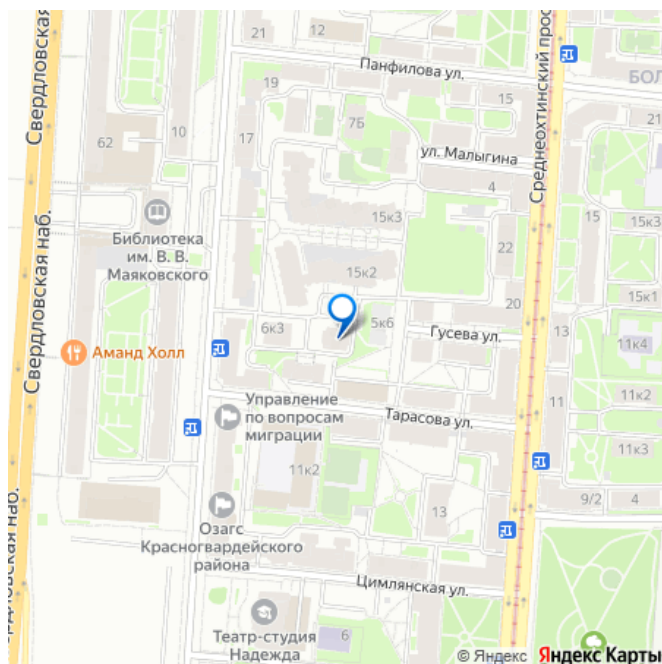 21
12
Панфилова ул.
19
15
БОЛ
Свердловская
7Б
21
62
10
17
ул. Малыгина
Среднеохтинский прос
4
Библиотека
им. В. В.
Маяковского
15к3
15
15к3
22
15к2
15к1
20
Свердловская наб.
6к3
5к6
Гусева ул.
13
11к4
Аманд Холл
Управление
по вопросам
миграции
Тарасова ул.
11
11к2
11к2
11к3
9/2
4
Озагс
Красногвардейского
района
13
рдловская наб.
Цимлянская ул.
Театр-студия
Надежда
6
© Яндекс Яндекс Карты